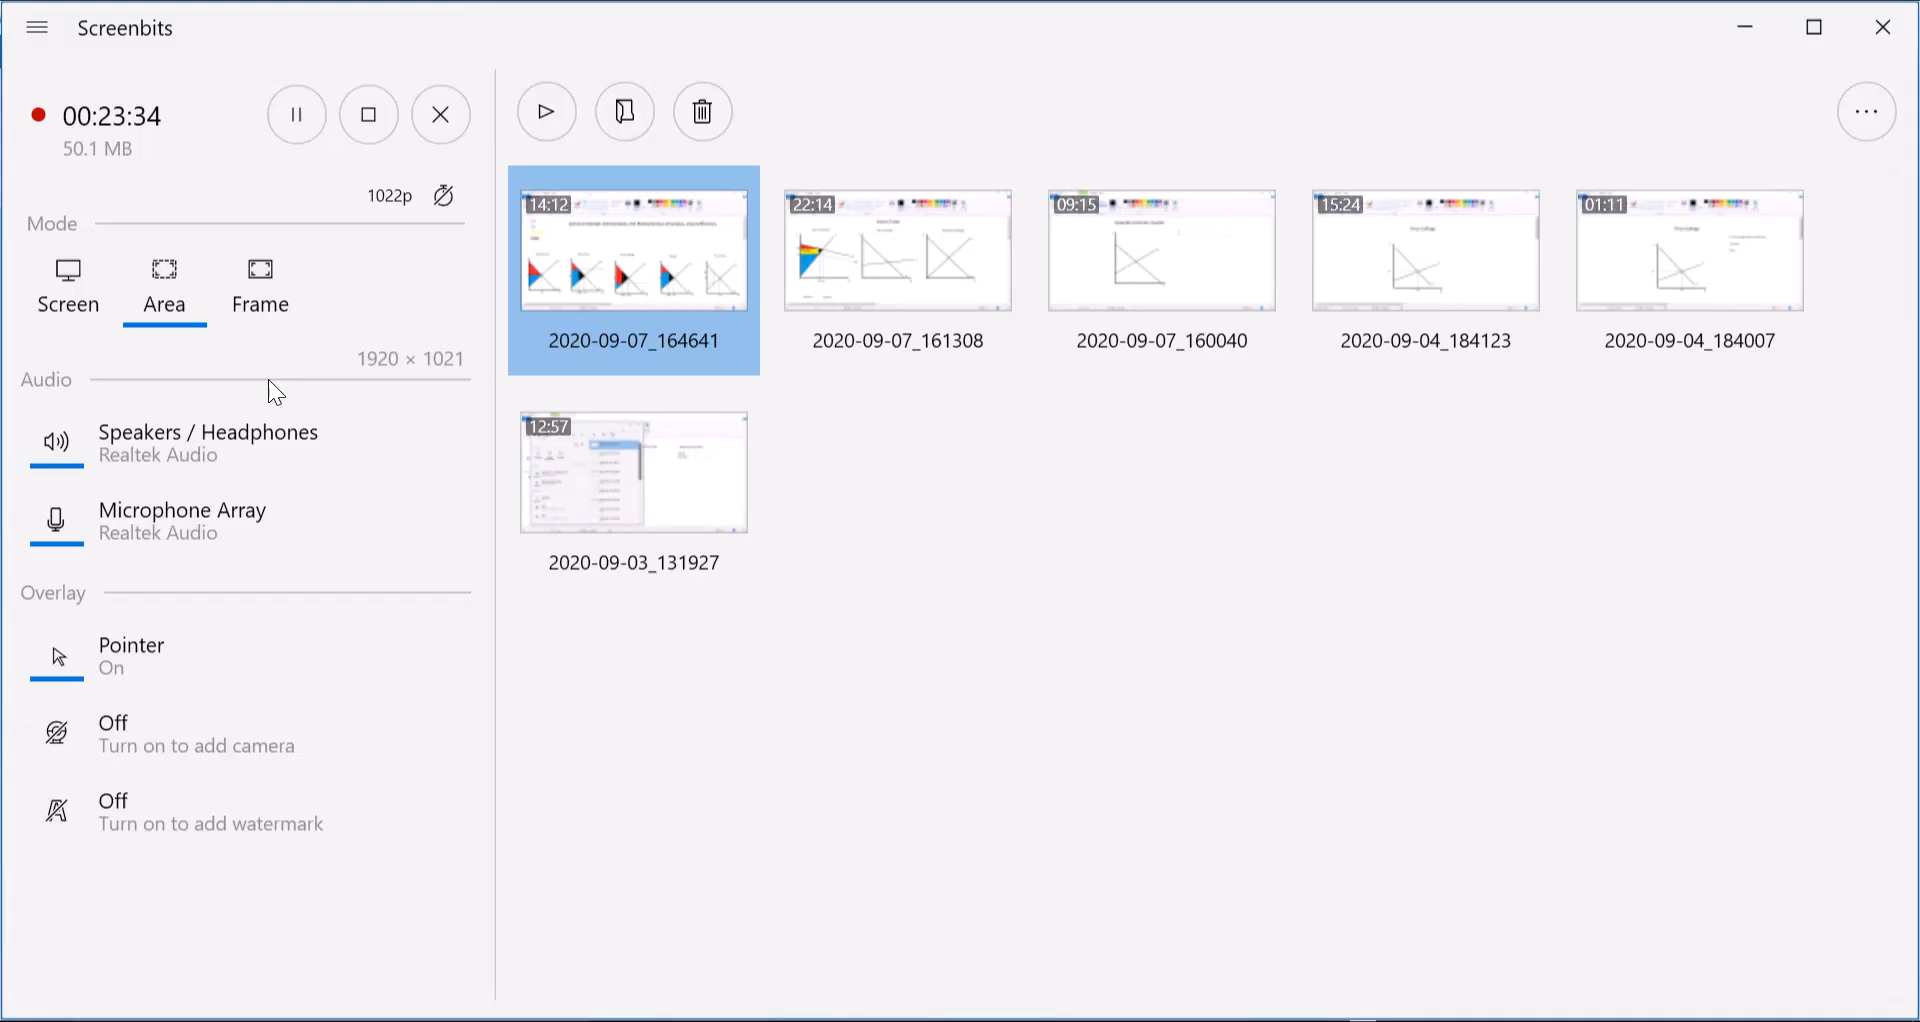 Screenbits
00:23:34
50.1 MB
1022p
Mode
Screen
Area
Frame
1920 × 1021
Audio
Speakers / Headphones
Realtek Audio
Microphone Array
Realtek Audio
Overlay
Pointer
On
Off
Turn on to add camera
Off
Turn on to add watermark
14:12
22:14
09:15
15:24
01:11
2020-09-07_164641
2020-09-07_161308
2020-09-07_160040
2020-09-04_184123
2020-09-04_184007
12:57
2020-09-03_131927